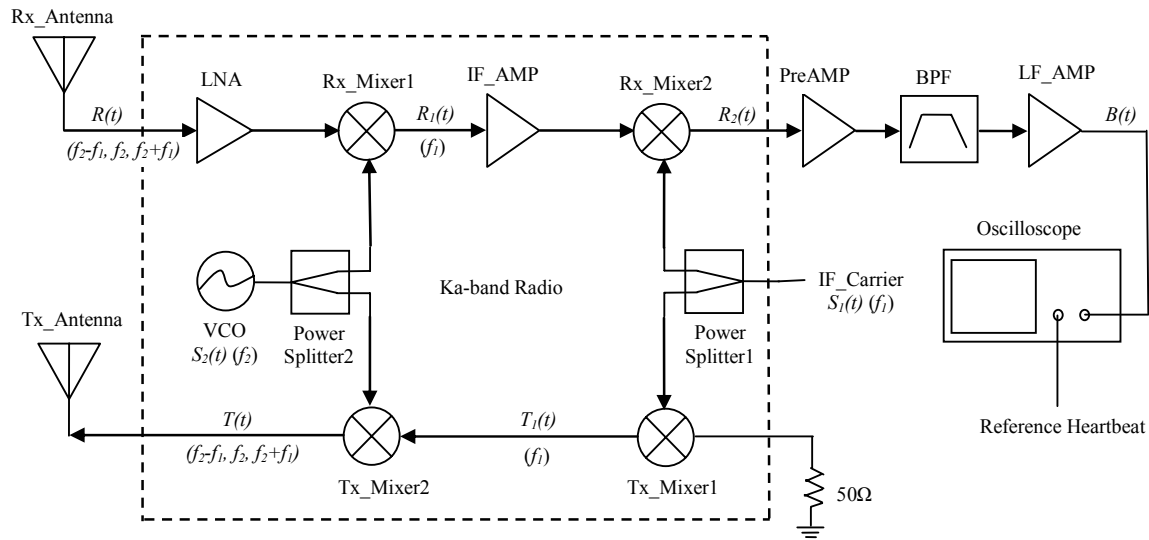 Rx_Antenna
LNA
Rx_Mixer1
IF_AMP
Rx_Mixer2
PreAMP
BPF
LF_AMP
R(t)
R₁(t)
R₂(t)
B(t)
(f₂-f₁, f₂, f₂+f₁)
(f₁)
Oscilloscope
Ka-band Radio
IF_Carrier
S₁(t) (f₁)
Tx_Antenna
VCO
S₂(t) (f₂)
Power
Splitter2
Power
Splitter1
T(t)
T₁(t)
(f₂-f₁, f₂, f₂+f₁)
(f₁)
Reference Heartbeat
Tx_Mixer2
Tx_Mixer1
50Ω